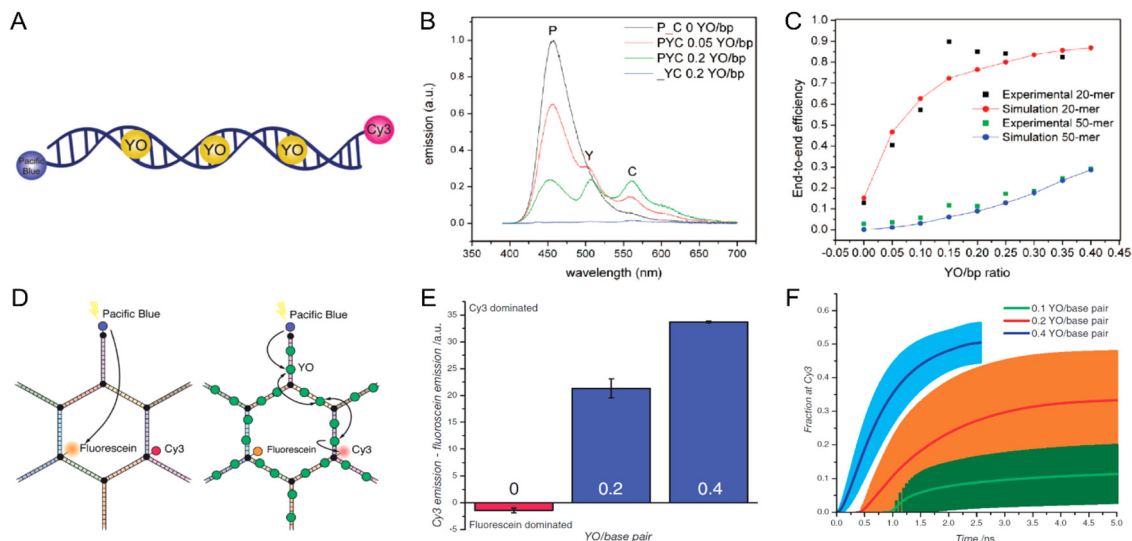 A
Pacific
Blue
YO
YO
YO
Cy3
B
P_C 0 YO/bp
PYC 0.05 YO/bp
PYC 0.2 YO/bp
_YC 0.2 YO/bp
P
Y
C
emission (a.u.)
1.0
0.8
0.6
0.4
0.2
0.0
350 400 450 500 550 600 650 700 750
wavelength (nm)
C
End-to-end efficiency
1.0
0.9
0.8
0.7
0.6
0.5
0.4
0.3
0.2
0.1
0.0
Experimental 20-mer
Simulation 20-mer
Experimental 50-mer
Simulation 50-mer
0.00 0.05 0.10 0.15 0.20 0.25 0.30 0.35 0.40 0.45
YO/bp ratio
D
Pacific Blue
Fluorescein
Cy3
Pacific Blue
YO
Fluorescein
Cy3
E
Cy3 emission - fluoroscein emission /a.u.
Cy3 dominated
35
30
25
20
15
10
5
0
-5
0
0.2
0.4
Fluorescein dominated
YO/base pair
F
Fraction at Cy3
0.6
0.5
0.4
0.3
0.2
0.1
0.0
0.1 YO/base pair
0.2 YO/base pair
0.4 YO/base pair
0.0 0.5 1.0 1.5 2.0 2.5 3.0 3.5 4.0 4.5 5.0
Time /ns